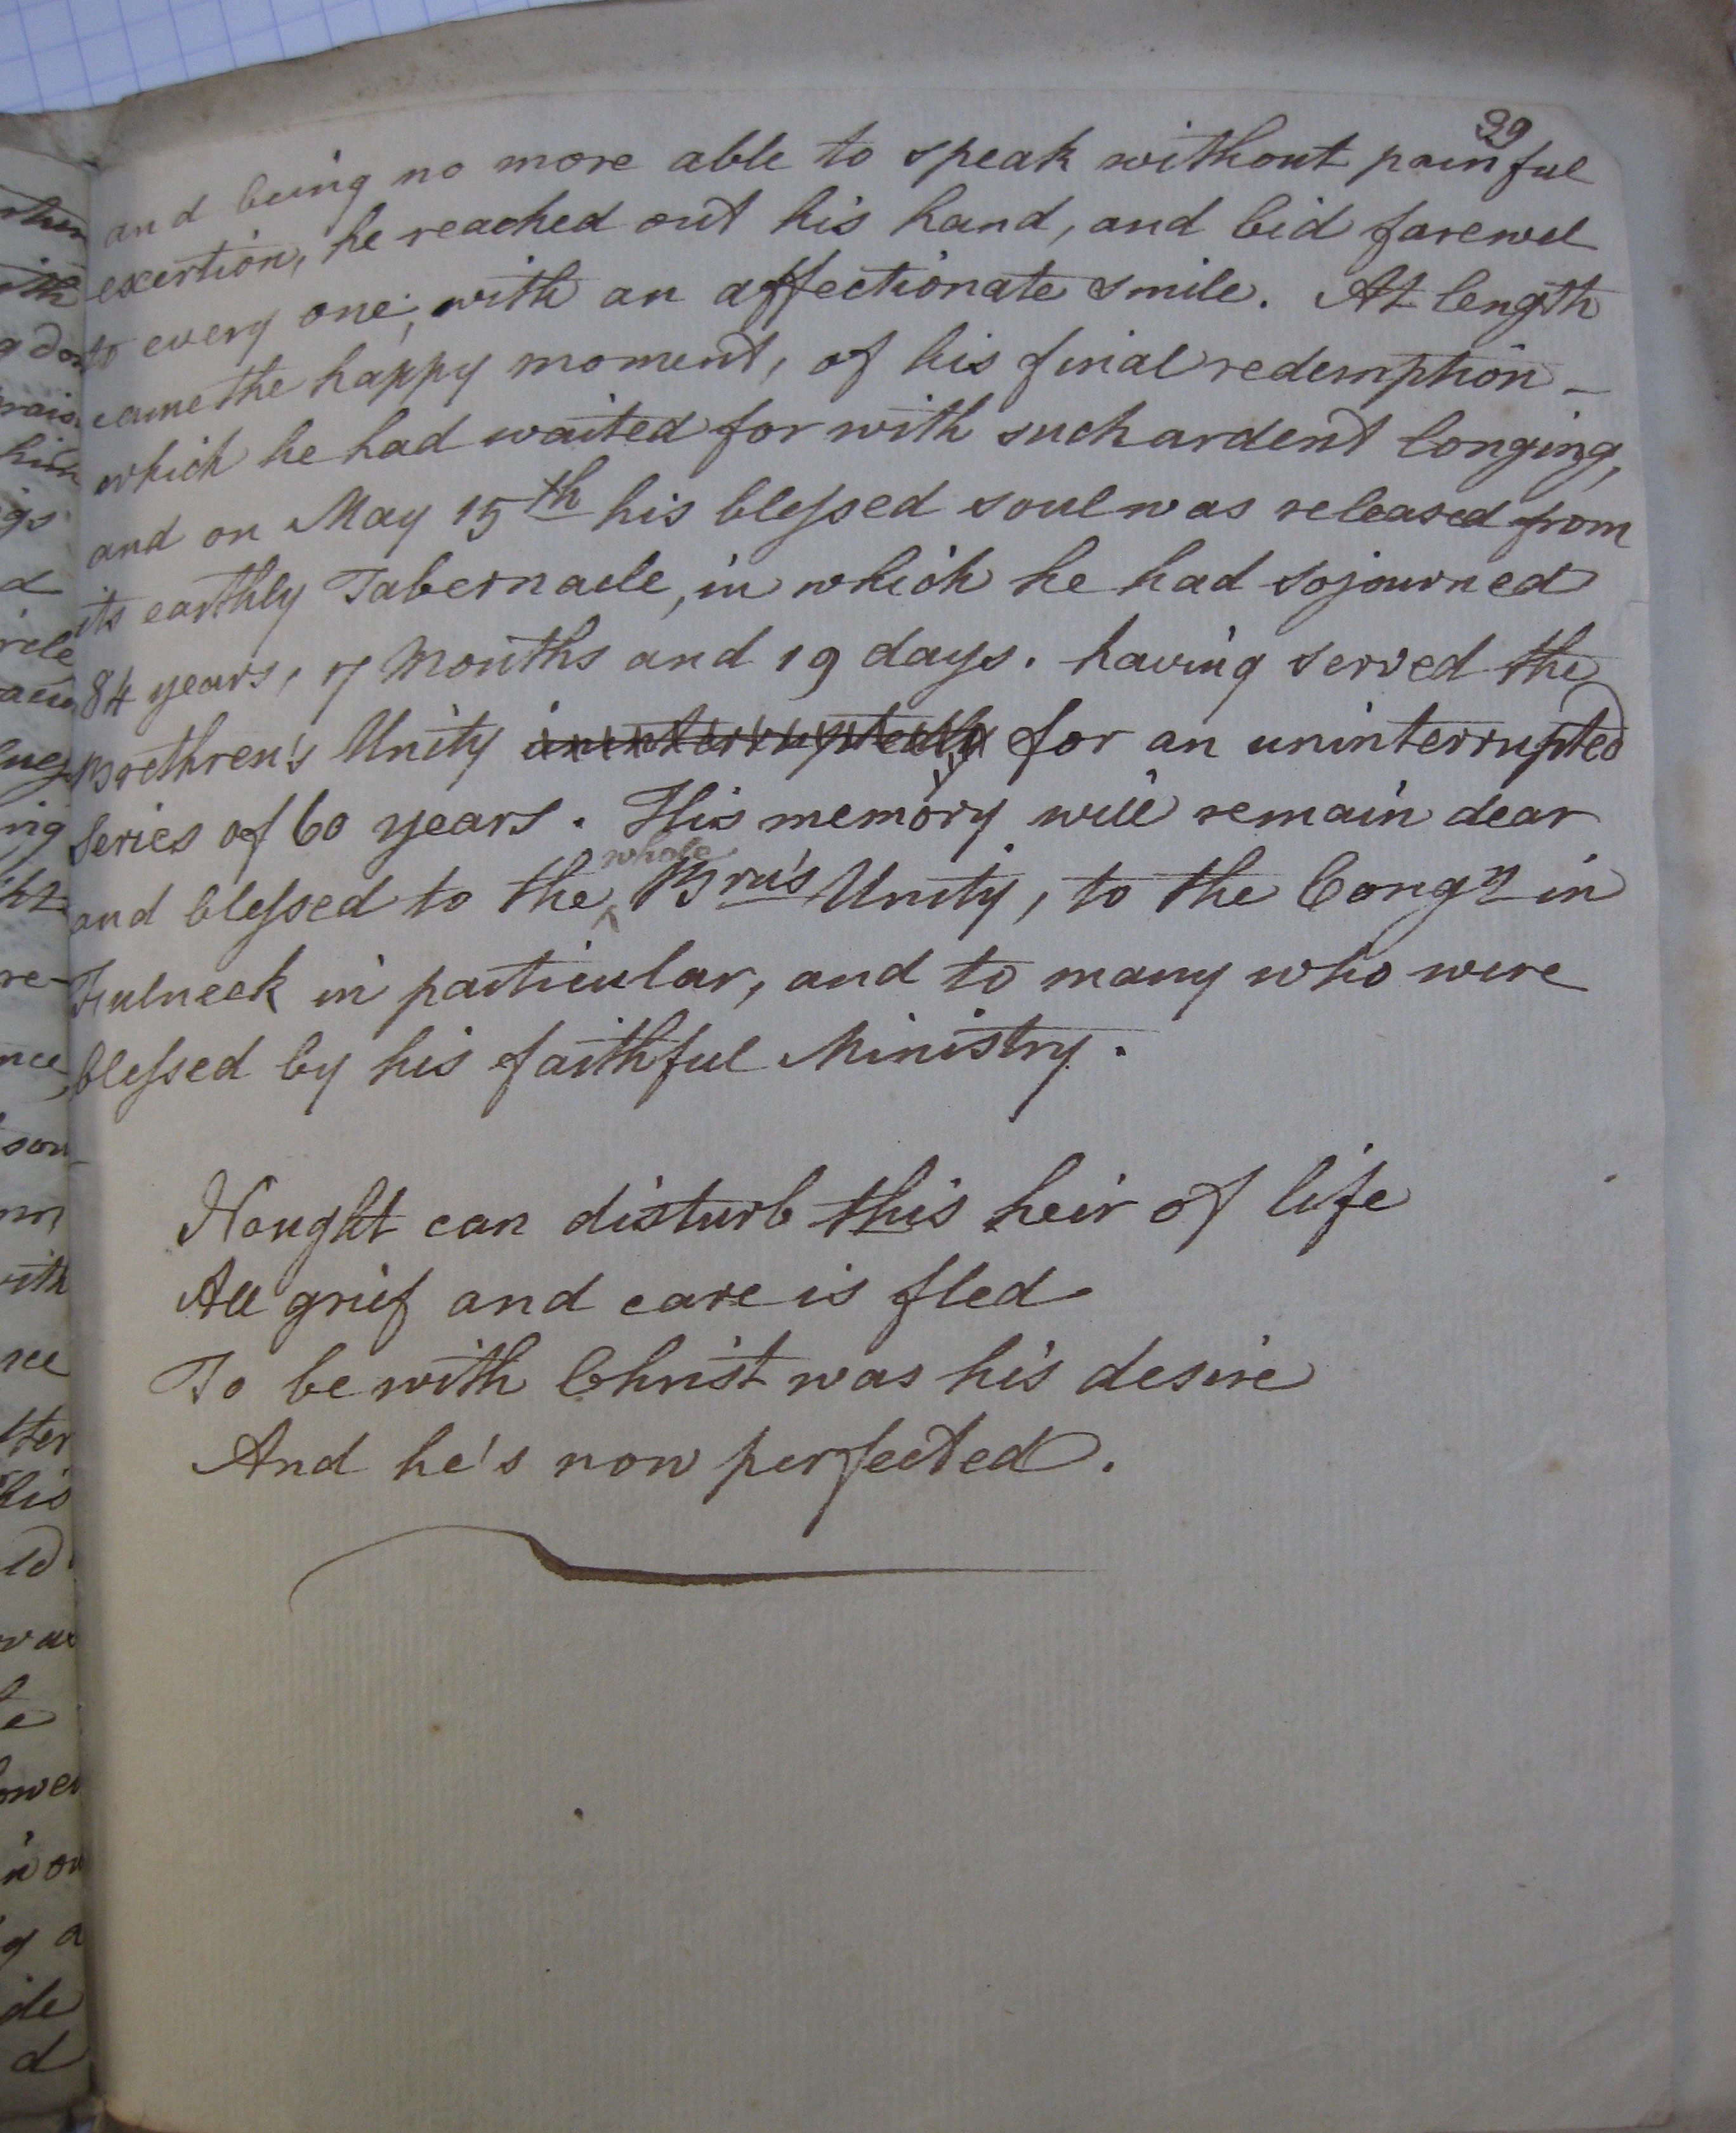 39
and being no more able to speak without painful
exertion, he reached out his hand, and bid farewel
to every one, with an affectionate smile. At length
came the happy moment, of his final redemption –
which he had waited for with such ardent longing,
and on May 15th his blessed soul was released from
its earthly Tabernacle, in which he had sojourned
84 years, 7 Months and 19 days. having served the
Brethren's Unity uninterruptedly for an uninterrupted
Series of 60 years. His memory will remain dear
whole
and blessed to the Brn's Unity, to the Congn in
Fulneck in particular, and to many who were
blessed by his faithful Ministry.
Nought can disturb this heir of life
All grief and care is fled
To be with Christ was his desire
And he's now perfected.